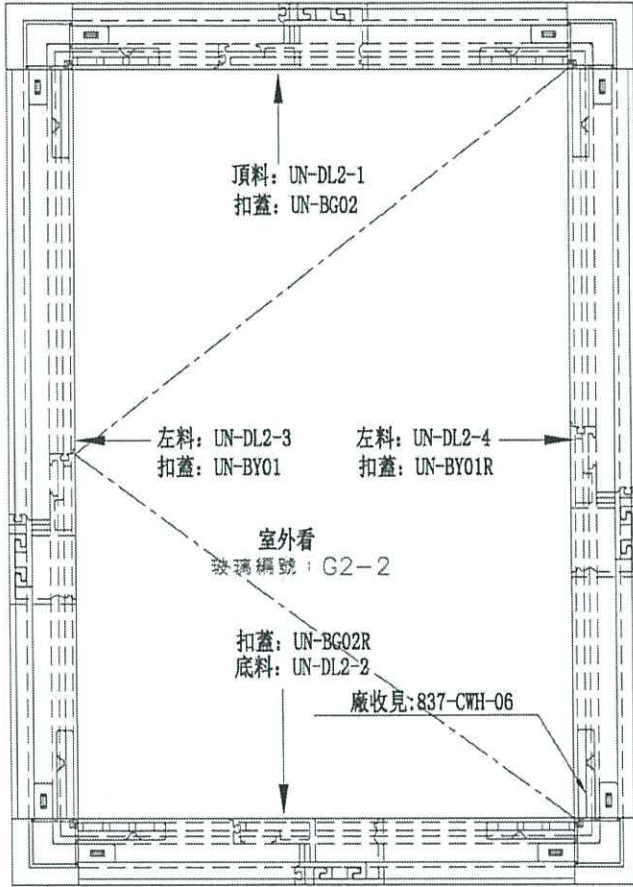 頂料: UN-DL2-1
扣蓋: UN-BG02
左料: UN-DL2-3
扣蓋: UN-BY01
左料: UN-DL2-4
扣蓋: UN-BY01R
室外看
玻璃編號：G2-2
扣蓋: UN-BG02R
底料: UN-DL2-2
廠收見:837-CWH-06